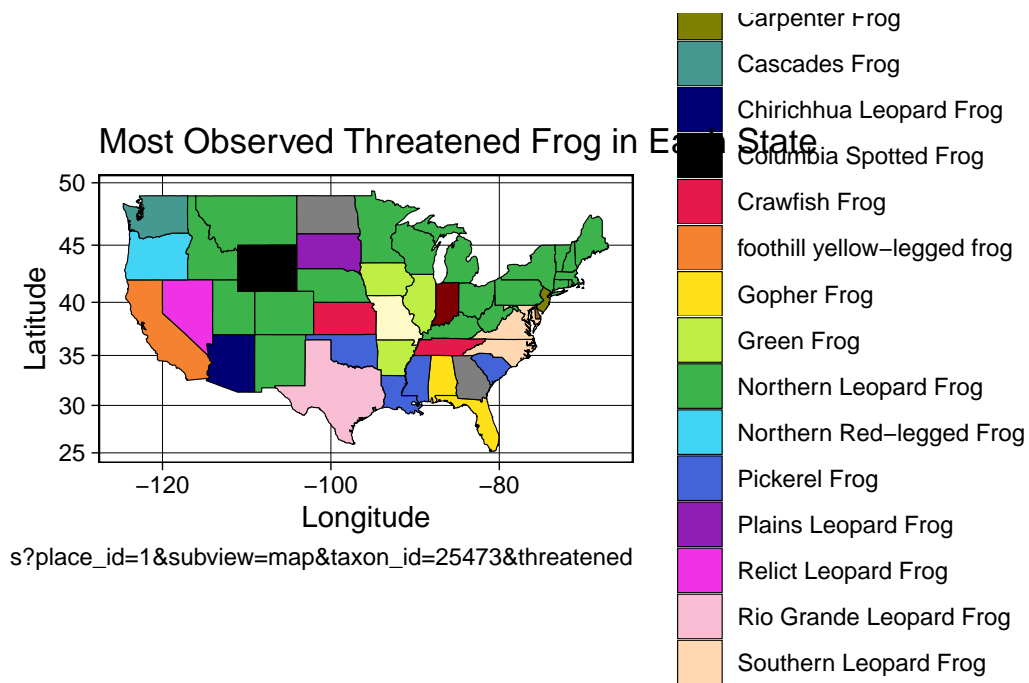 Carpenter Frog
Cascades Frog
Chirichhua Leopard Frog
Most Observed Threatened Frog in Each State
Columbia Spotted Frog
Crawfish Frog
foothill yellow−legged frog
Gopher Frog
Green Frog
Northern Leopard Frog
Northern Red−legged Frog
Pickerel Frog
Plains Leopard Frog
Relict Leopard Frog
Rio Grande Leopard Frog
Southern Leopard Frog
Latitude
50
45
40
35
30
25
−120
−100
−80
Longitude
s?place_id=1&subview=map&taxon_id=25473&threatened